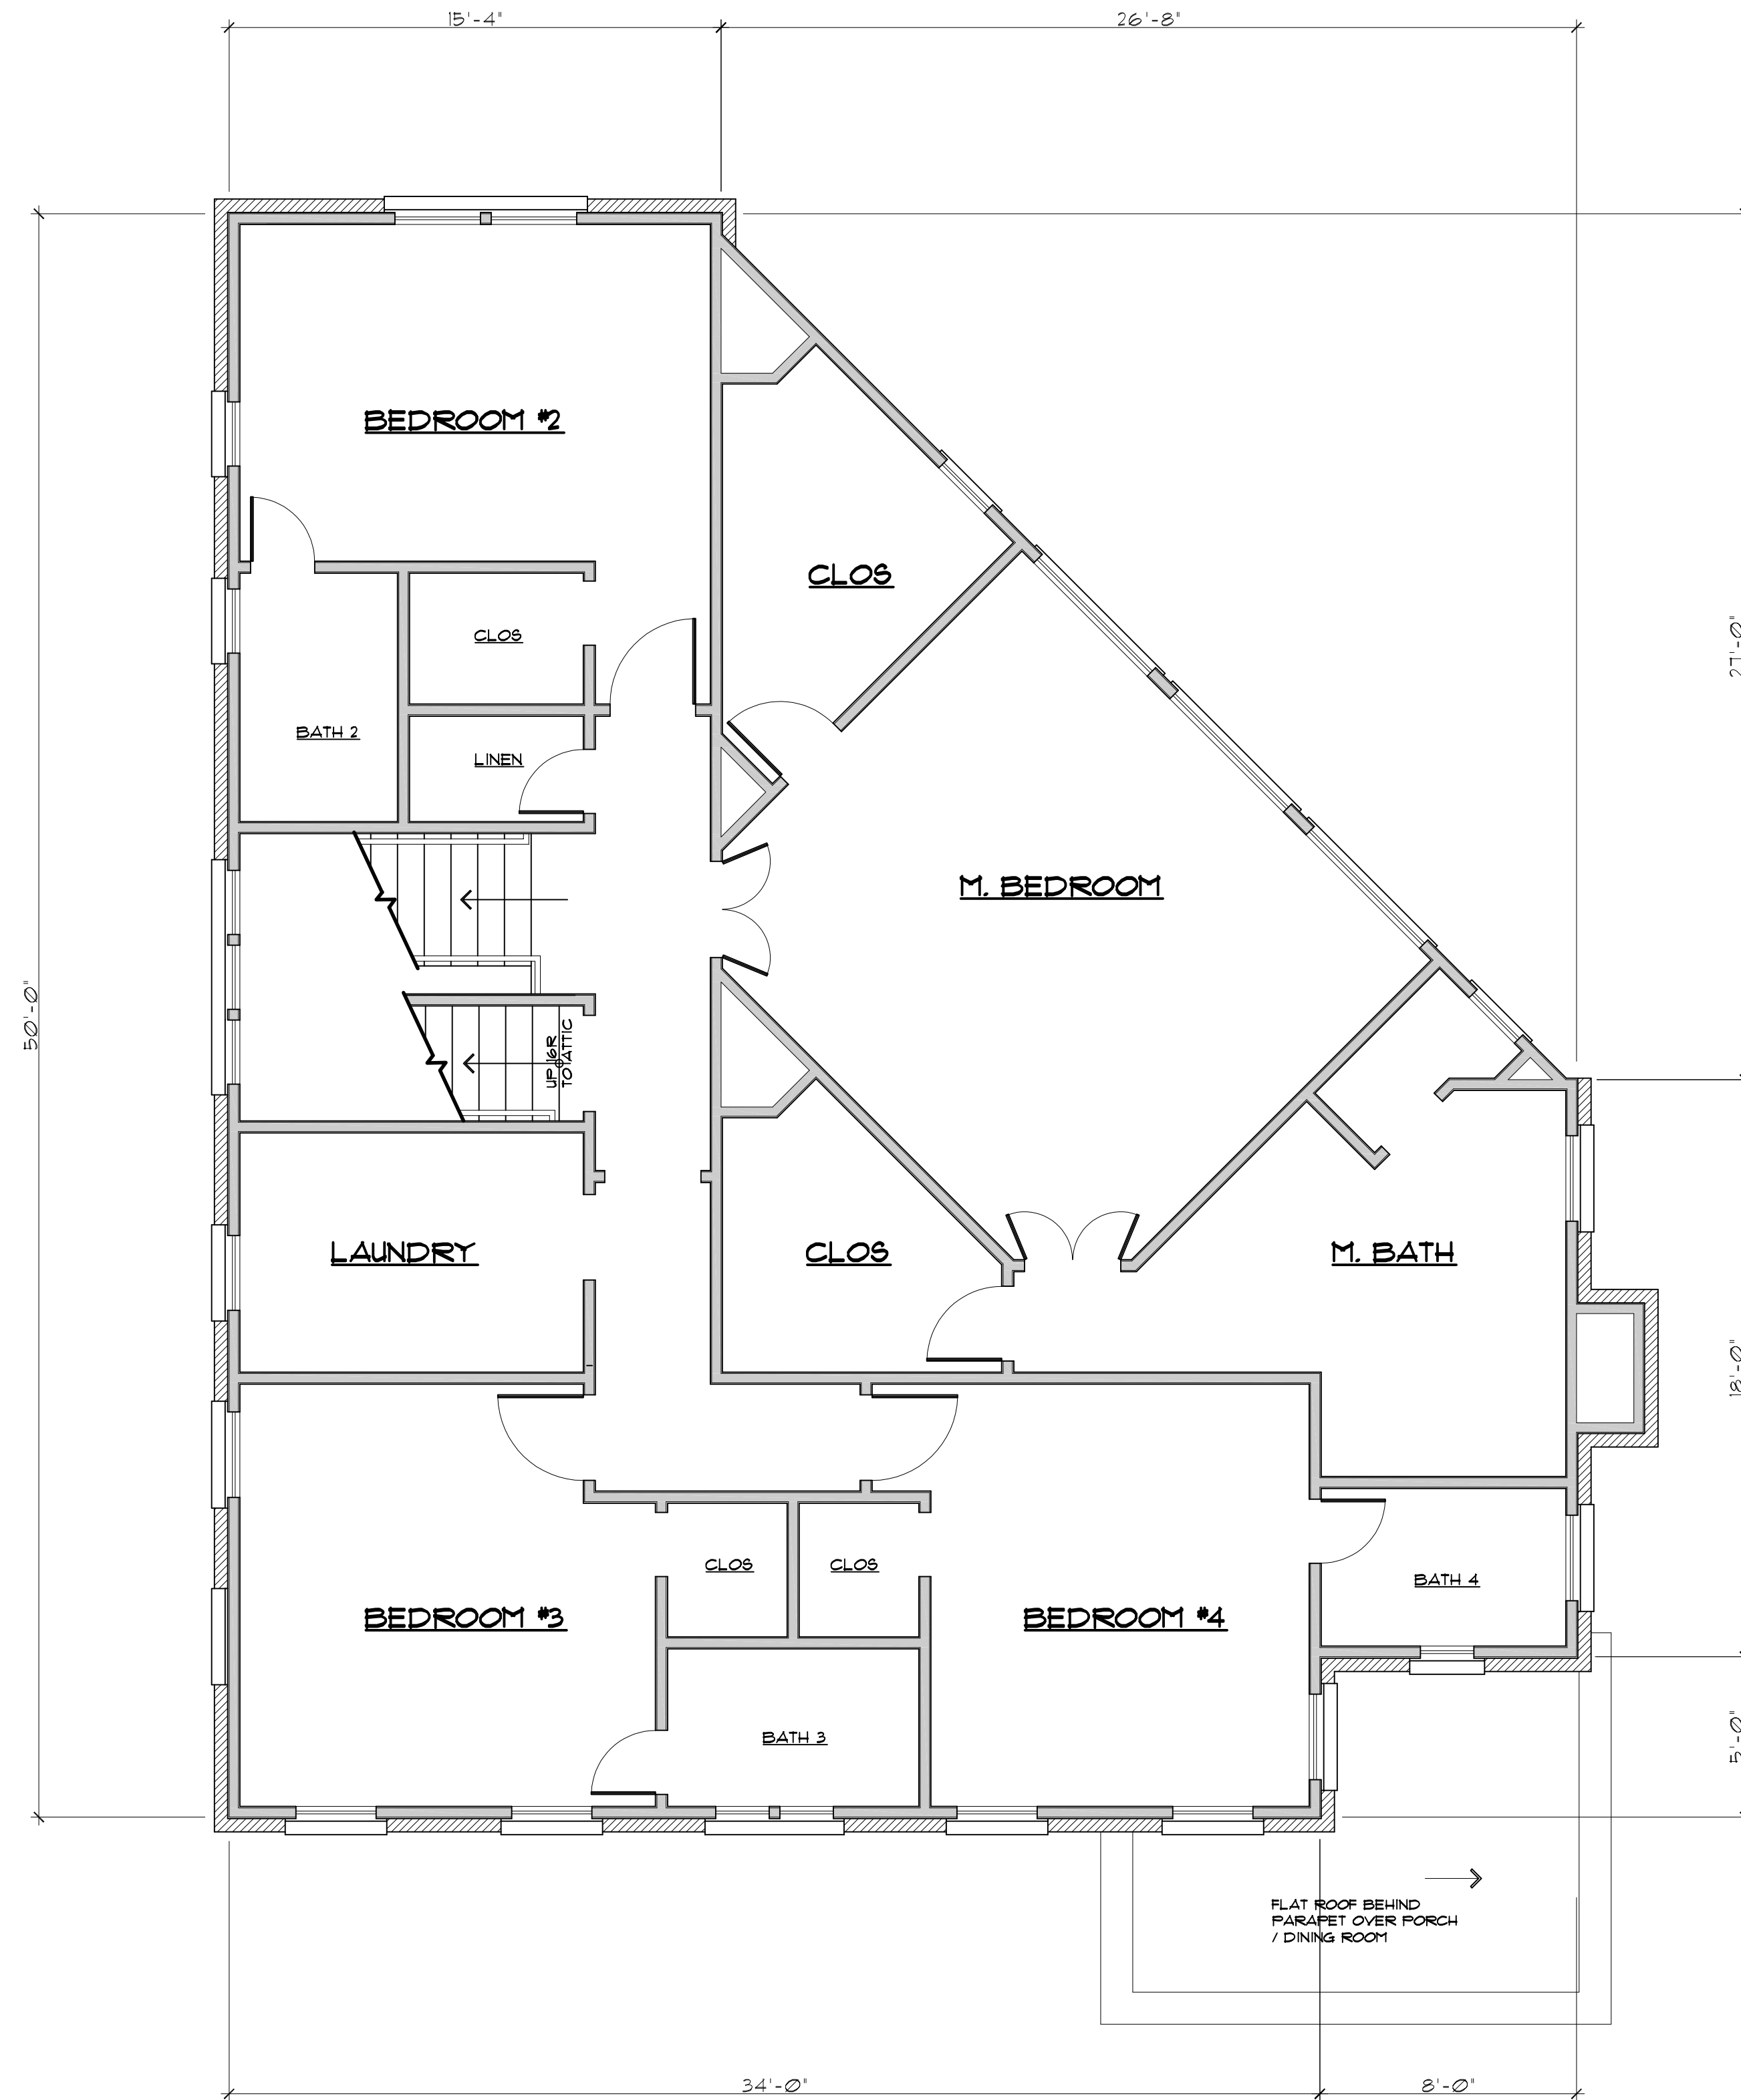 15'-4"
26'-8"
BEDROOM #2
CLOS
CLOS
27'-0"
BATH 2
LINEN
M. BEDROOM
50'-0"
UP 16R
TO ATTIC
LAUNDRY
CLOS
M. BATH
18'-0"
CLOS
CLOS
BATH 4
BEDROOM #3
BEDROOM #4
BATH 3
5'-0"
FLAT ROOF BEHIND
PARAPET OVER PORCH
/ DINING ROOM
34'-0"
8'-0"